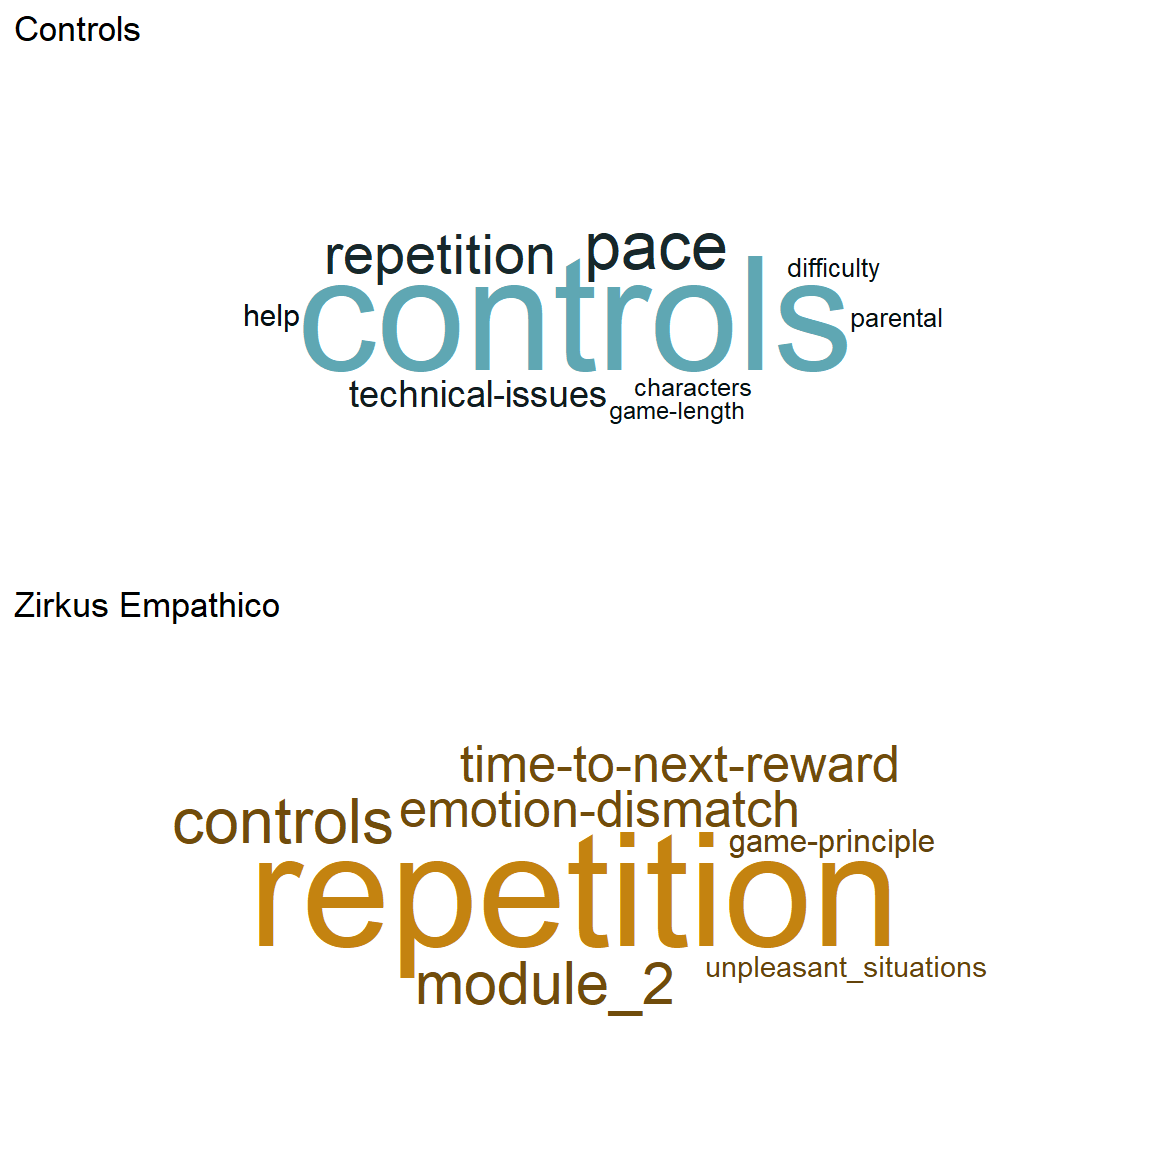 Controls
repetition pace
difficulty
help controls parental
technical-issues characters
game-length
Zirkus Empathico
time-to-next-reward
controls emotion-dismatch
game-principle
repetition
module_2 unpleasant_situations